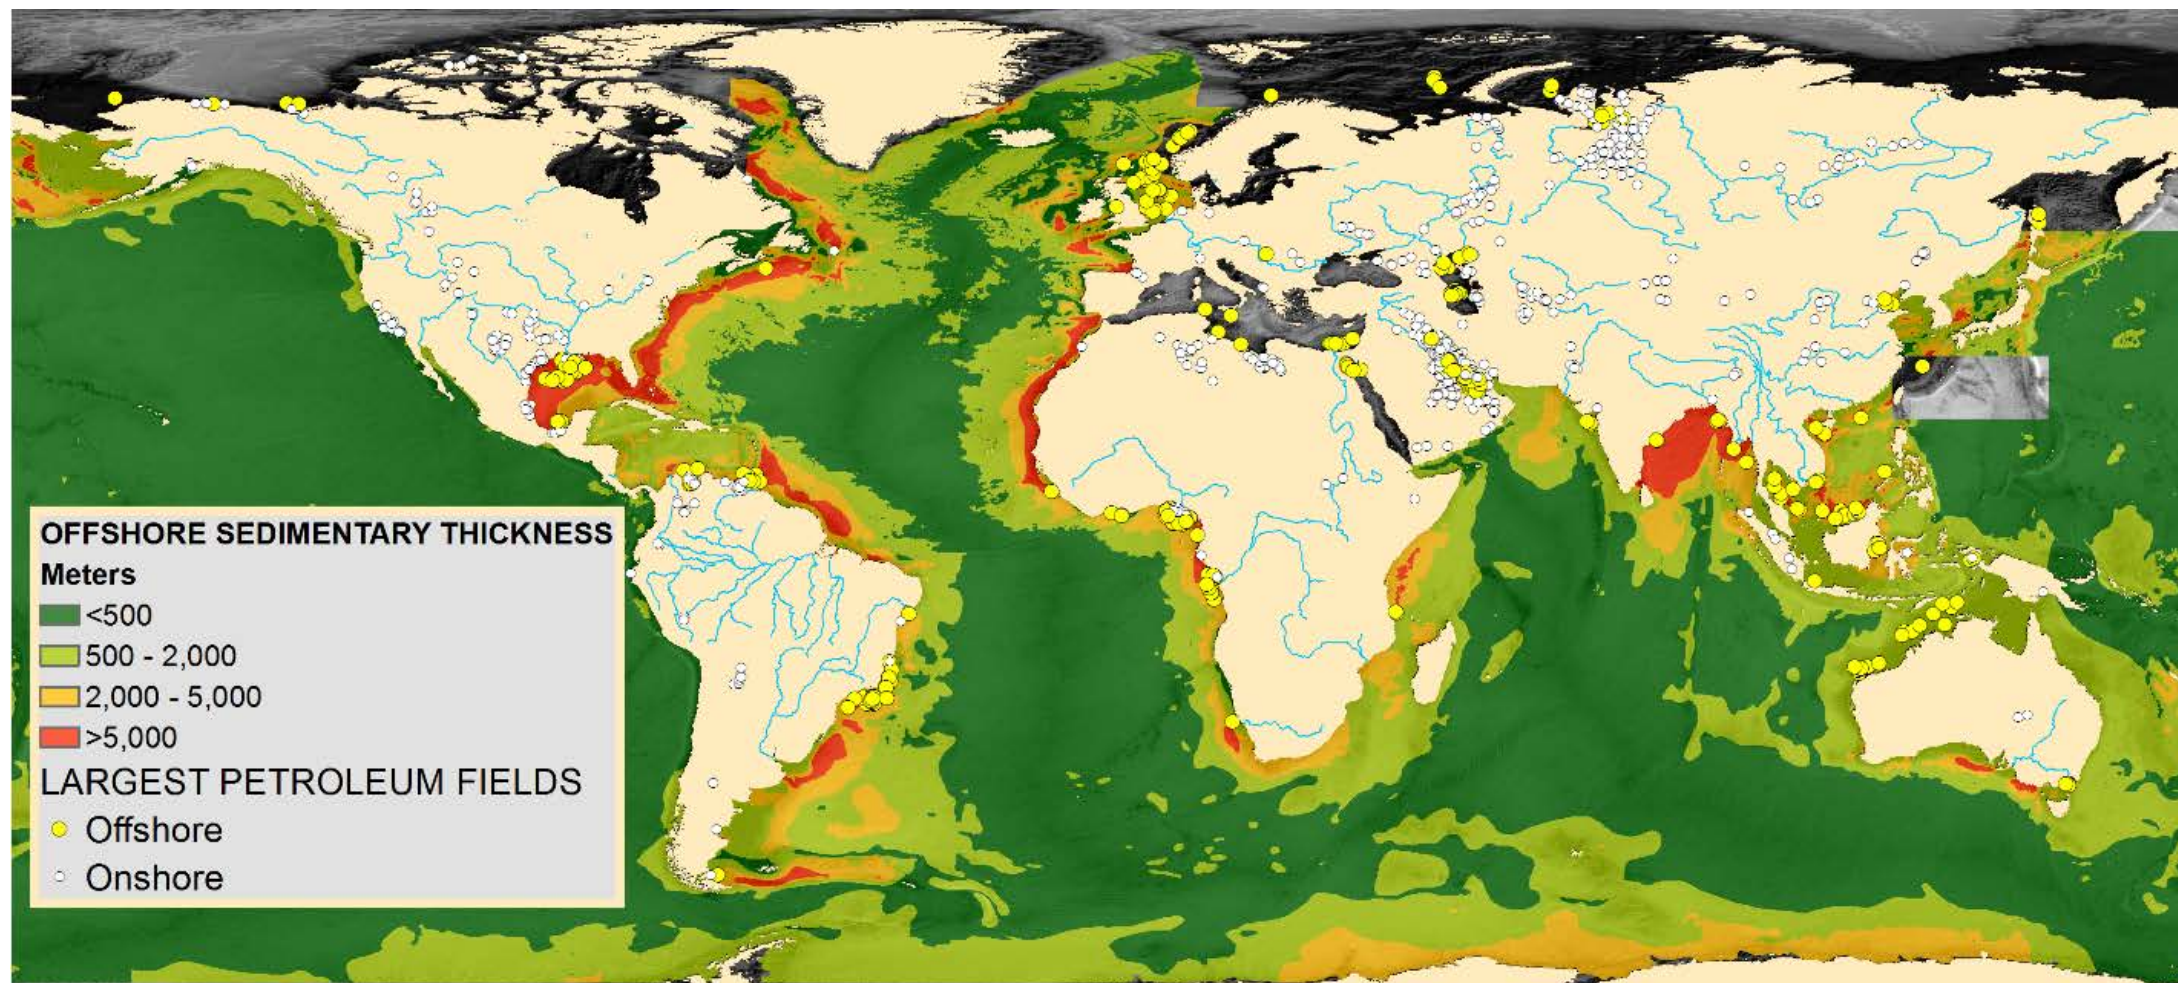 OFFSHORE SEDIMENTARY THICKNESS
Meters
<500
500 - 2,000
2,000 - 5,000
>5,000
LARGEST PETROLEUM FIELDS
Offshore
Onshore